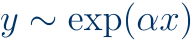 y ∼ exp(αx)